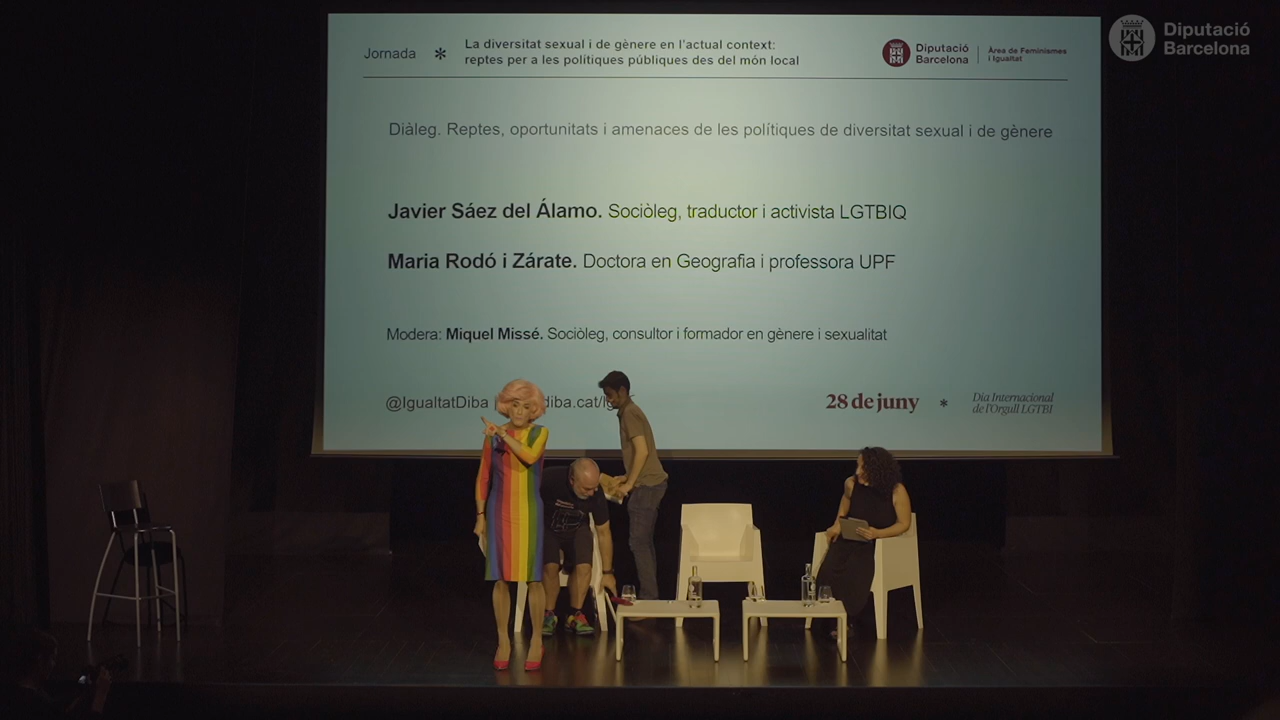 Jornada
*
La diversitat sexual i de gènere en l'actual context:
reptes per a les polítiques públiques des del món local
Diputació
Barcelona
Àrea de Feminismes
i Igualtat
Diputació
Barcelona
Diàleg. Reptes, oportunitats i amenaces de les polítiques de diversitat sexual i de gènere
Javier Sáez del Álamo. Sociòleg, traductor i activista LGTBIQ
Maria Rodó i Zárate. Doctora en Geografia i professora UPF
Modera: Miquel Missé. Sociòleg, consultor i formador en gènere i sexualitat
@IgualtatDiba
28 de juny
*
Dia Internacional
de l'Orgull LGTBI